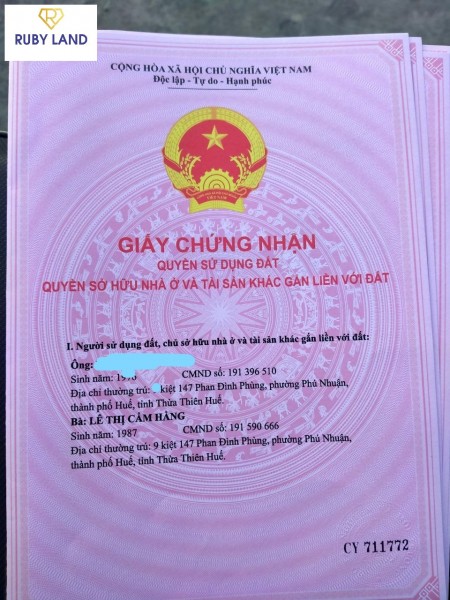 RUBY LAND
CỘNG HÒA XÃ HỘI CHỦ NGHĨA VIỆT NAM
Độc lập - Tự do - Hạnh phúc
GIẤY CHỨNG NHẬN
QUYỀN SỬ DỤNG ĐẤT
QUYỀN SỞ HỮU NHÀ Ở VÀ TÀI SẢN KHÁC GẮN LIỀN VỚI ĐẤT
I. Người sử dụng đất, chủ sở hữu nhà ở và tài sản khác gắn liền với đất:
Ông:
Sinh năm: CMND số: 191 396 510
Địa chỉ thường trú: kiệt 147 Phan Đình Phùng, phường Phú Nhuận,
thành phố Huế, tỉnh Thừa Thiên Huế.
Bà: LÊ THỊ CẨM HẰNG
Sinh năm: 1987 CMND số: 191 590 666
Địa chỉ thường trú: 9 kiệt 147 Phan Đình Phùng, phường Phú Nhuận,
thành phố Huế, tỉnh Thừa Thiên Huế.
CY 711772